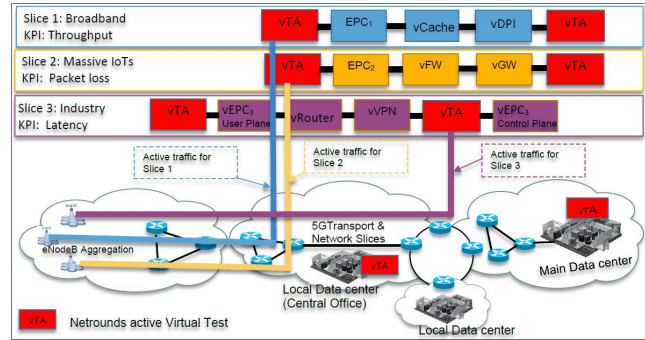 Slice 1: Broadband
KPI: Throughput
vTA
EPC1
vCache
vDPI
vTA
Slice 2: Massive IoTs
KPI: Packet loss
vTA
EPC2
vFW
vGW
vTA
Slice 3: Industry
KPI: Latency
vTA
vEPC3
User Plane
vRouter
vVPN
vTA
vEPC3
Control Plane
Active traffic for
Slice 1
Active traffic for
Slice 2
Active traffic for
Slice 3
eNodeB Aggregation
5GTransport &
Network Slices
vTA
Main Data center
vTA
Local Data center
(Central Office)
Local Data center
vTA
Netrounds active Virtual Test